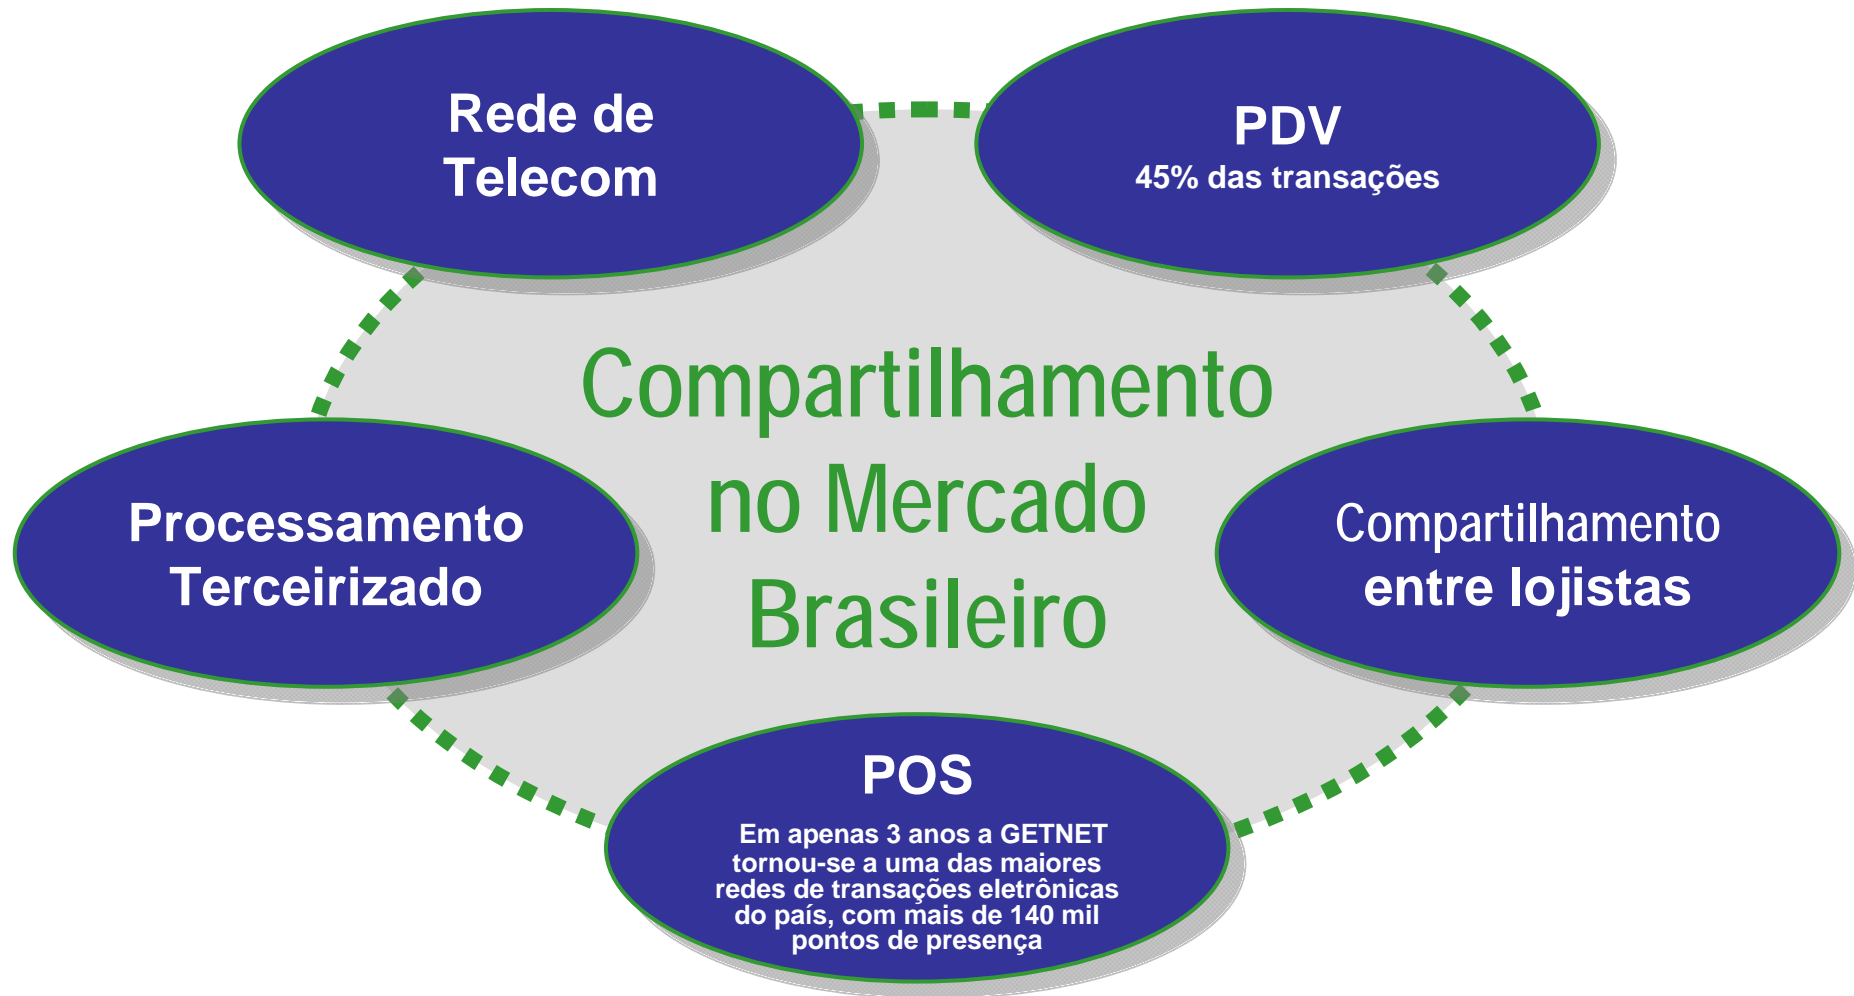 Rede de
Telecom
PDV
45% das transações
Compartilhamento
no Mercado
Brasileiro
Processamento
Terceirizado
Compartilhamento
entre lojistas
POS
Em apenas 3 anos a GETNET
tornou-se a uma das maiores
redes de transações eletrônicas
do país, com mais de 140 mil
pontos de presença